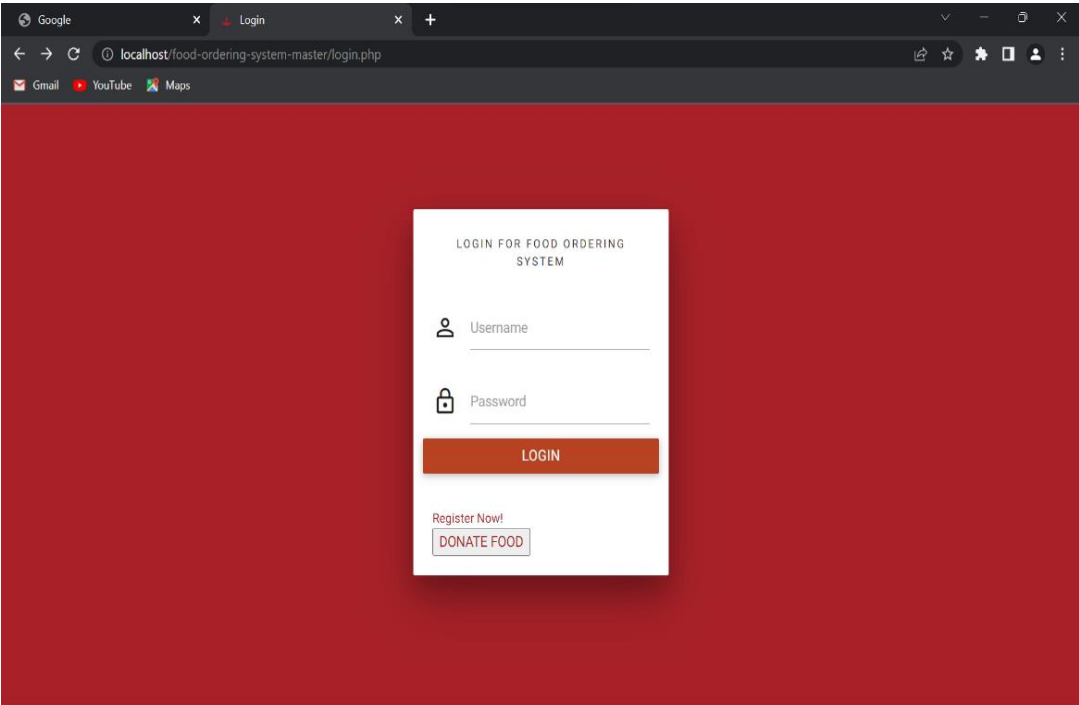 Google
Login
localhost/food-ordering-system-master/login.php
Gmail YouTube Maps
LOGIN FOR FOOD ORDERING
SYSTEM
Username
Password
LOGIN
Register Now!
DONATE FOOD